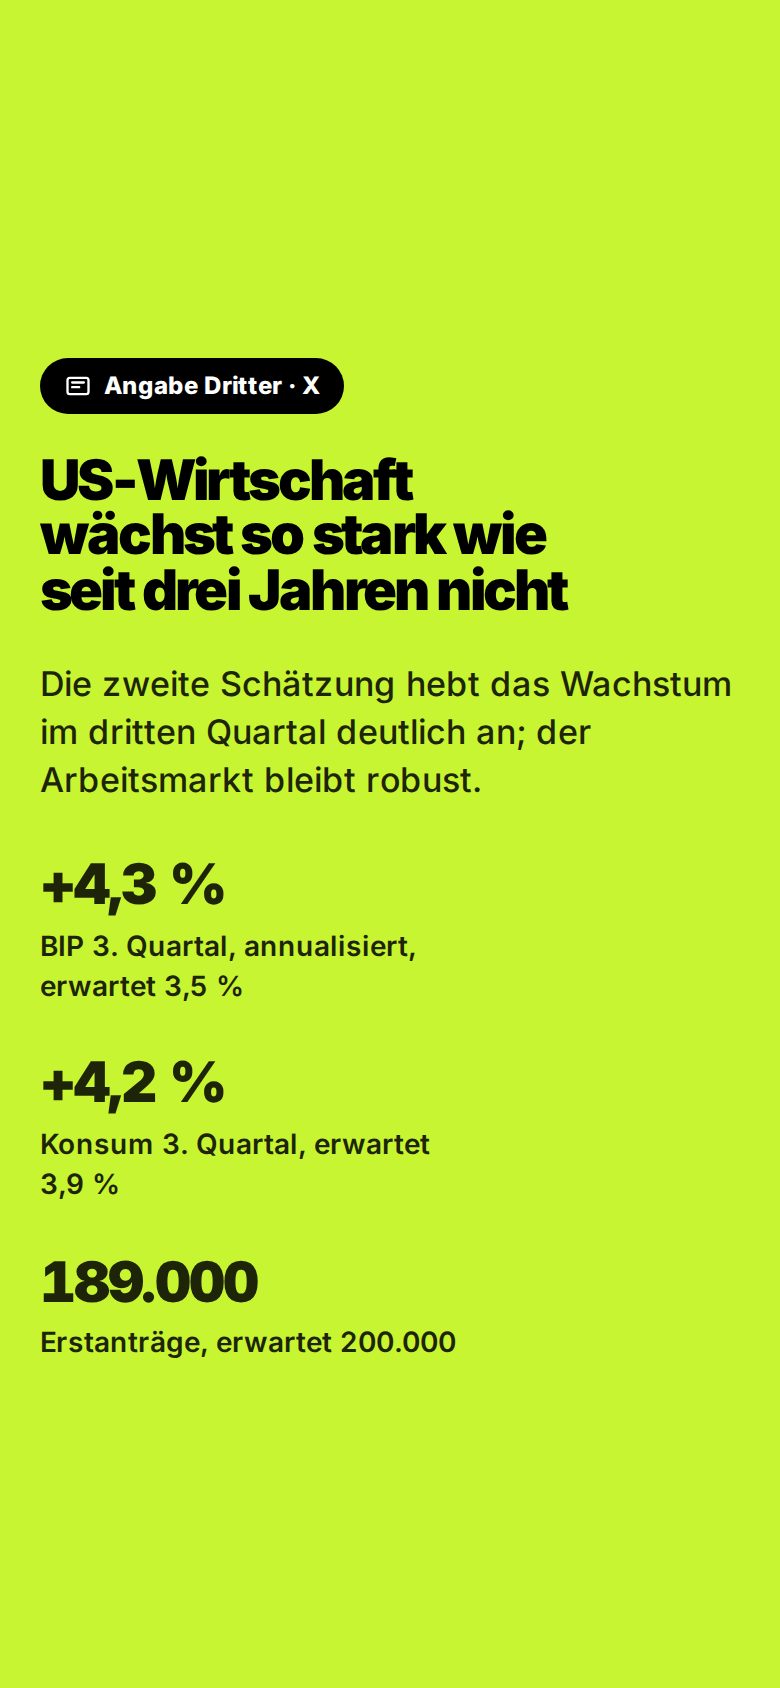 Angabe Dritter · X
US-Wirtschaft
wächst so stark wie
seit drei Jahren nicht
Die zweite Schätzung hebt das Wachstum
im dritten Quartal deutlich an; der
Arbeitsmarkt bleibt robust.
+4,3 %
BIP 3. Quartal, annualisiert,
erwartet 3,5 %
+4,2 %
Konsum 3. Quartal, erwartet
3,9 %
189.000
Erstanträge, erwartet 200.000